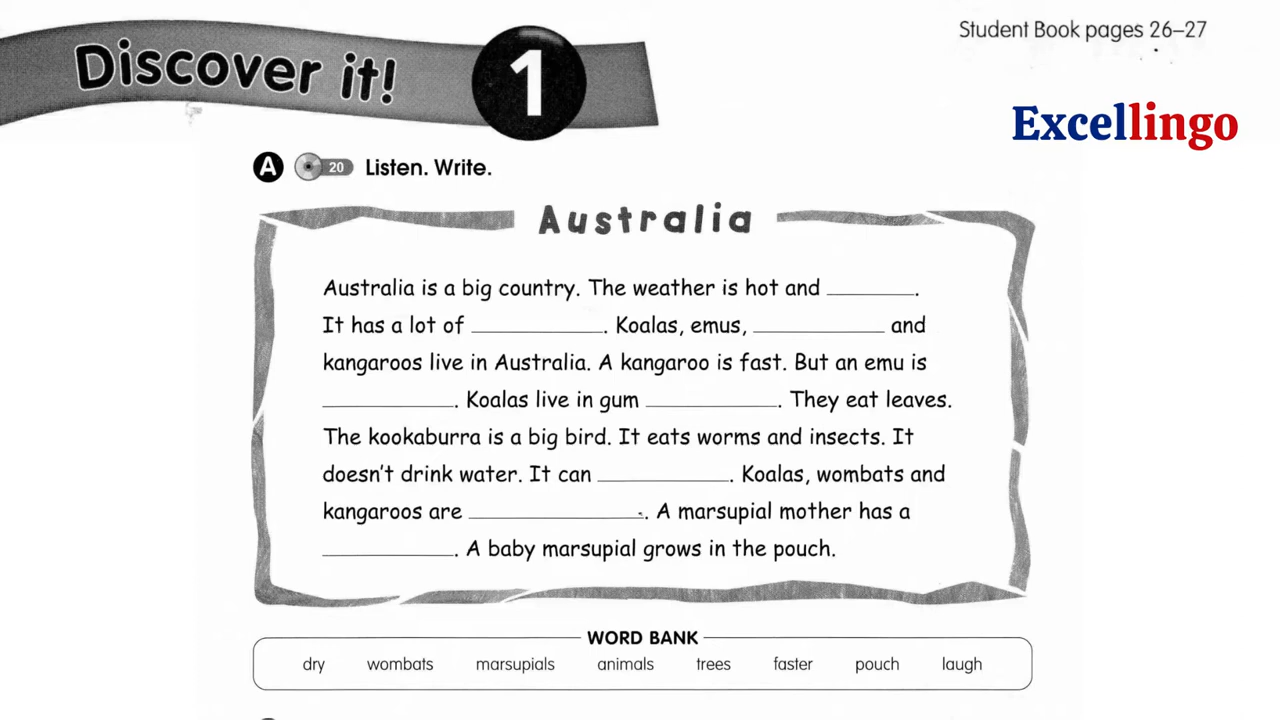 Student Book pages 26–27
Discover it! 1
Excellingo
A 20 Listen. Write.
Australia
Australia is a big country. The weather is hot and ________.
It has a lot of ____________. Koalas, emus, ____________ and
kangaroos live in Australia. A kangaroo is fast. But an emu is
____________. Koalas live in gum ____________. They eat leaves.
The kookaburra is a big bird. It eats worms and insects. It
doesn't drink water. It can ____________. Koalas, wombats and
kangaroos are ________________. A marsupial mother has a
____________. A baby marsupial grows in the pouch.
WORD BANK
dry wombats marsupials animals trees faster pouch laugh